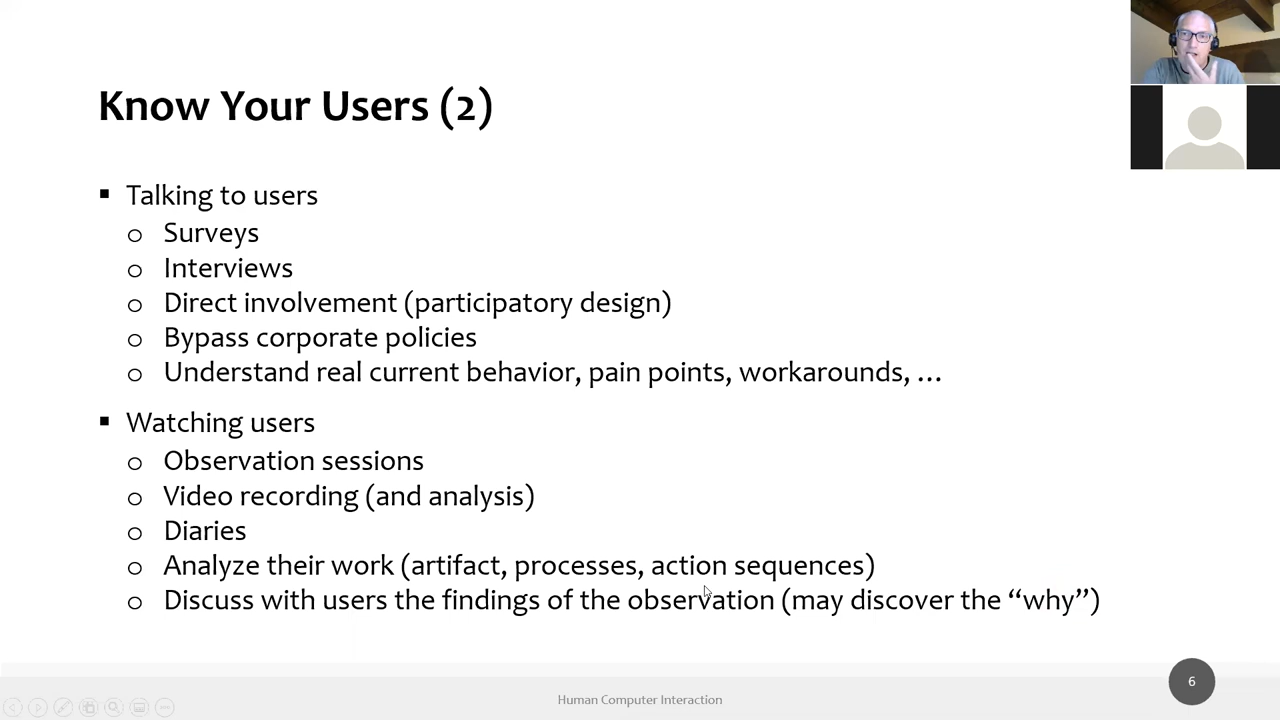 Know Your Users (2)
▪ Talking to users
o Surveys
o Interviews
o Direct involvement (participatory design)
o Bypass corporate policies
o Understand real current behavior, pain points, workarounds, …
▪ Watching users
o Observation sessions
o Video recording (and analysis)
o Diaries
o Analyze their work (artifact, processes, action sequences)
o Discuss with users the findings of the observation (may discover the “why”)
Human Computer Interaction
6